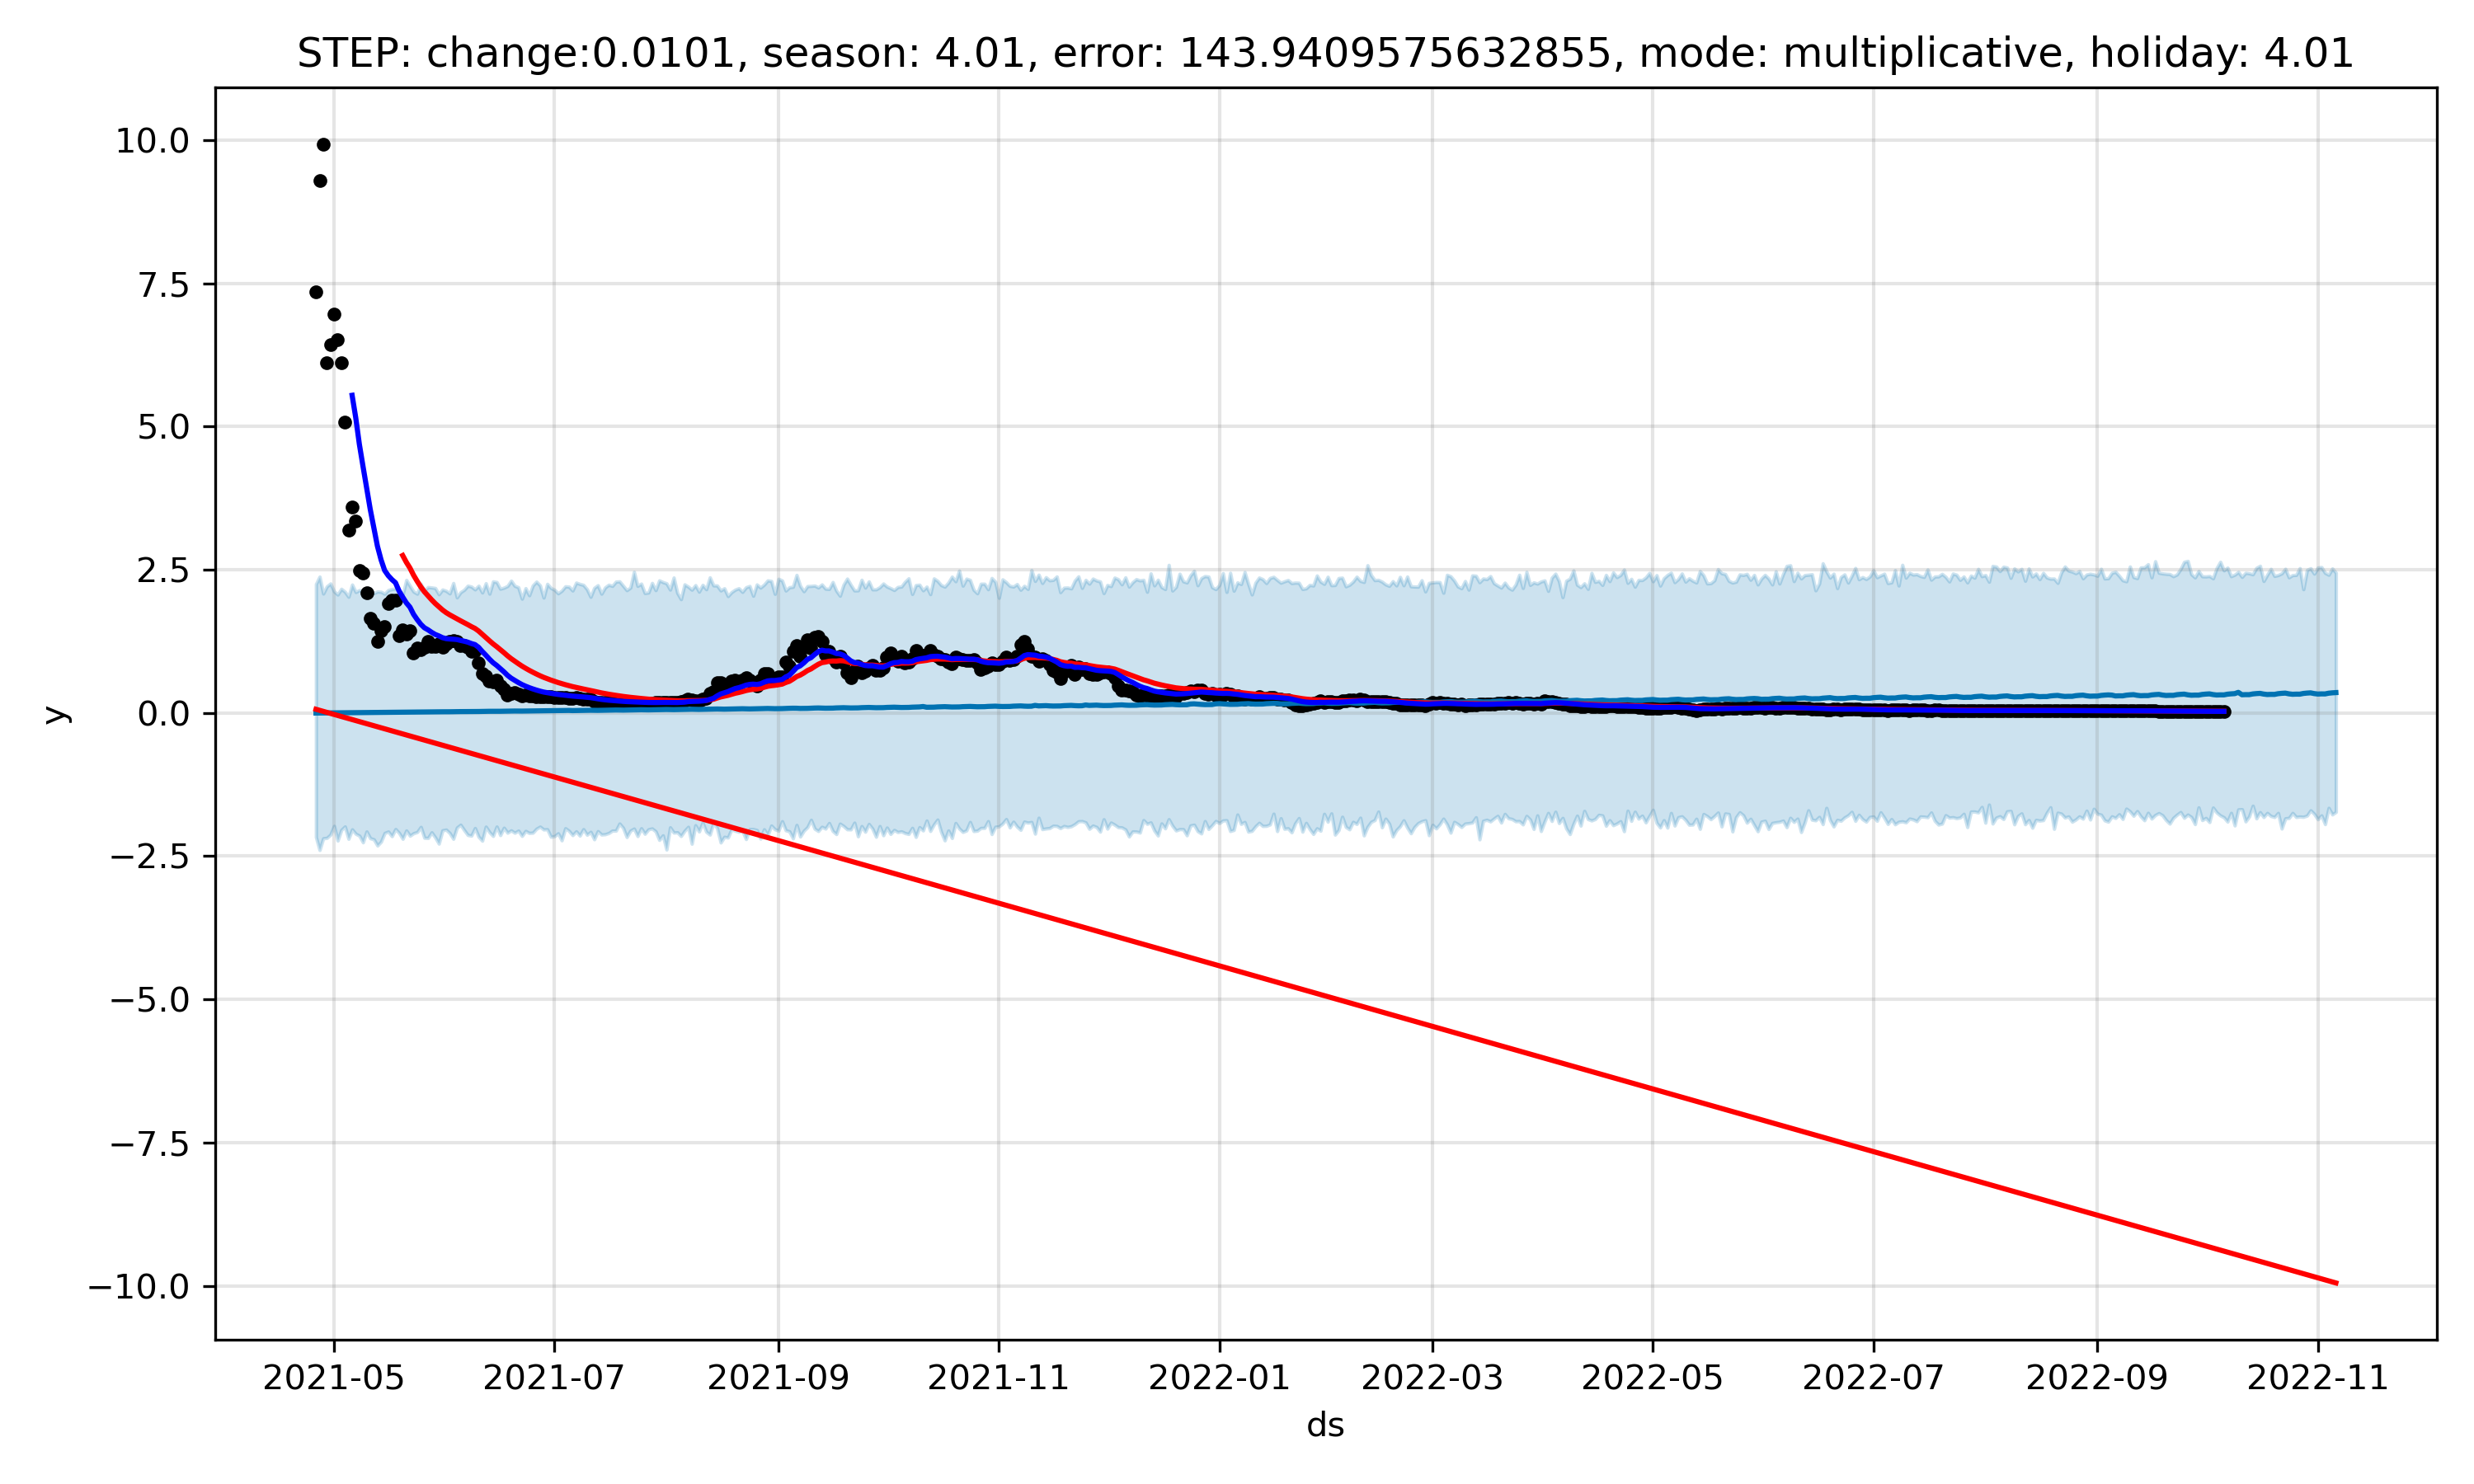 STEP: change:0.0101, season: 4.01, error: 143.9409575632855, mode: multiplicative, holiday: 4.01
10.0
7.5
5.0
2.5
0.0
−2.5
−5.0
−7.5
−10.0
y
2021-05 2021-07 2021-09 2021-11 2022-01 2022-03 2022-05 2022-07 2022-09 2022-11
ds